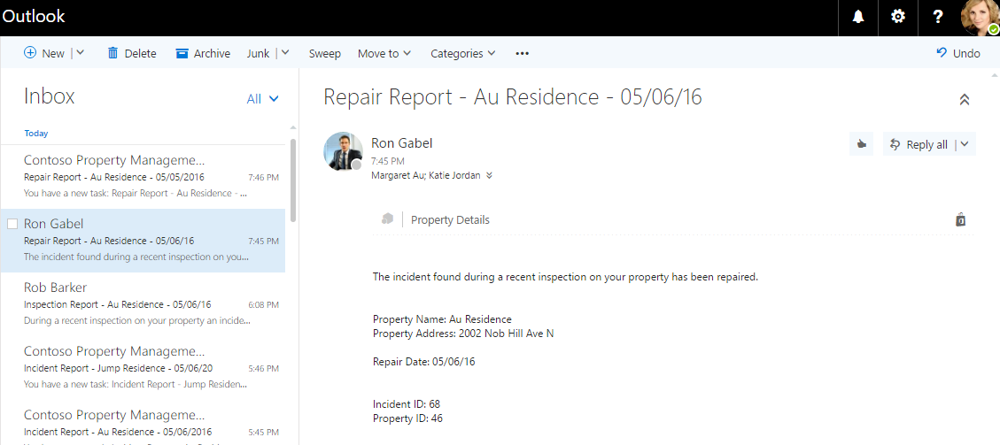 Outlook
New
Delete
Archive
Junk
Sweep
Move to
Categories
Undo
Inbox
All
Today
Contoso Property Manageme...
Repair Report - Au Residence - 05/05/2016 7:46 PM
You have a new task: Repair Report - Au Residence - ...
Ron Gabel
Repair Report - Au Residence - 05/06/16 7:45 PM
The incident found during a recent inspection on you...
Rob Barker
Inspection Report - Au Residence - 05/06/16 6:08 PM
During a recent inspection on your property an incide...
Contoso Property Manageme...
Incident Report - Jump Residence - 05/06/20 5:46 PM
You have a new task: Incident Report - Jump Residen...
Contoso Property Manageme...
Incident Report - Au Residence - 05/06/2016 5:45 PM
Repair Report - Au Residence - 05/06/16
Ron Gabel
7:45 PM
Margaret Au; Katie Jordan
Reply all
Property Details
The incident found during a recent inspection on your property has been repaired.
Property Name: Au Residence
Property Address: 2002 Nob Hill Ave N
Repair Date: 05/06/16
Incident ID: 68
Property ID: 46